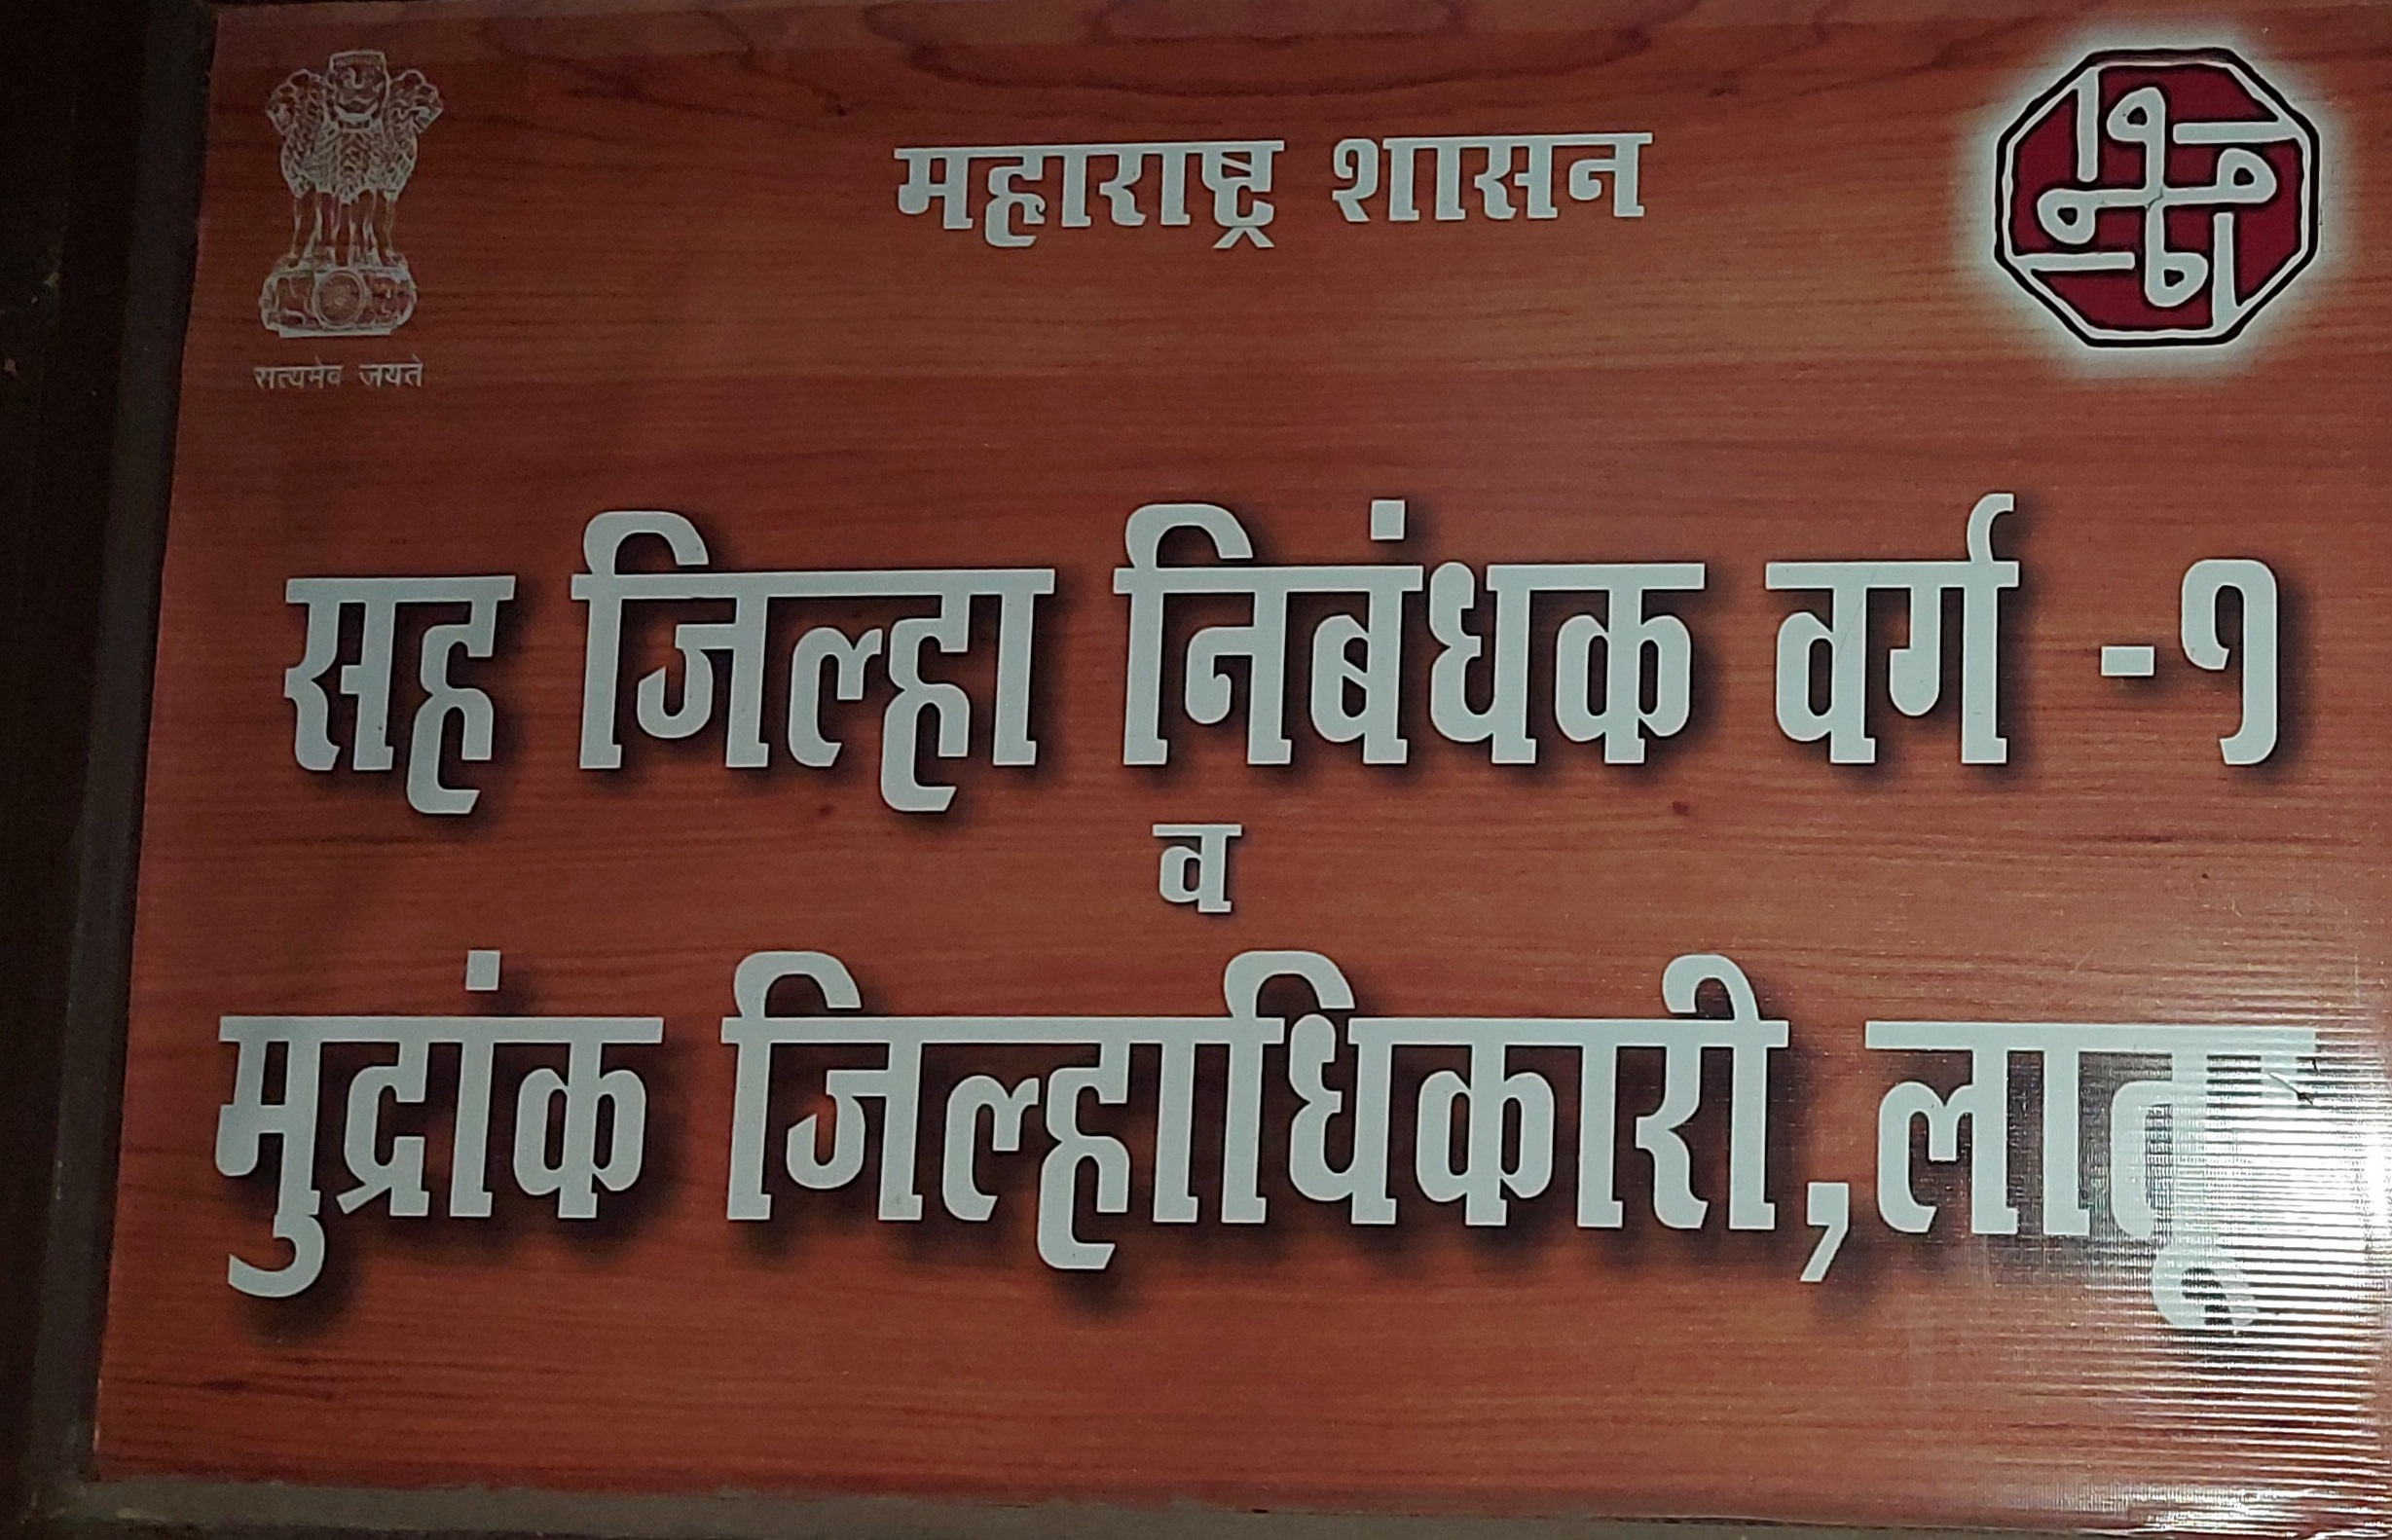 महाराष्ट्र शासन
सत्यमेव जयते
सह जिल्हा निबंधक वर्ग -१
व
मुद्रांक जिल्हाधिकारी,लातूर